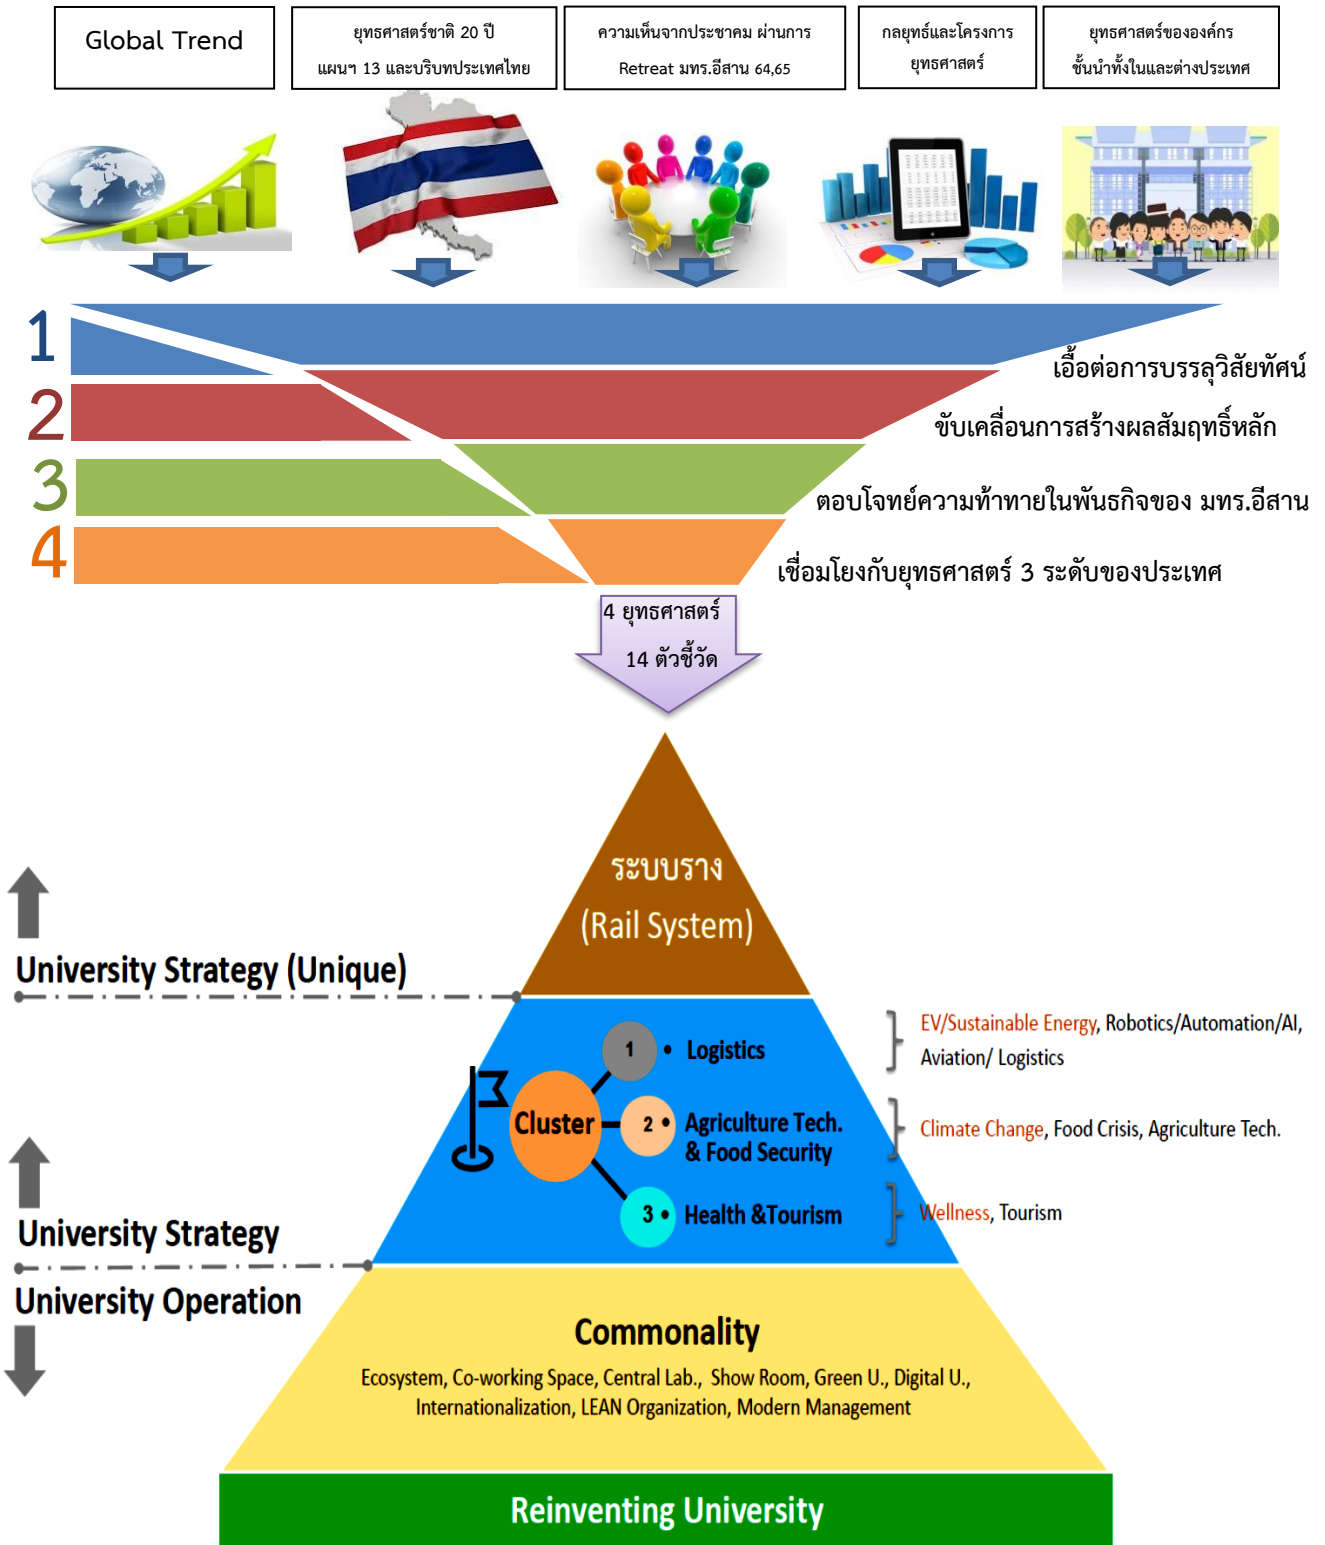 Global Trend
ยุทธศาสตร์ชาติ 20 ปี
แผนฯ 13 และบริบทประเทศไทย
ความเห็นจากประชาคม ผ่านการ
Retreat มทร.อีสาน 64,65
กลยุทธ์และโครงการ
ยุทธศาสตร์
ยุทธศาสตร์ขององค์กร
ชั้นนำทั้งในและต่างประเทศ
1
เอื้อต่อการบรรลุวิสัยทัศน์
2
ขับเคลื่อนการสร้างผลสัมฤทธิ์หลัก
3
ตอบโจทย์ความท้าทายในพันธกิจของ มทร.อีสาน
4
เชื่อมโยงกับยุทธศาสตร์ 3 ระดับของประเทศ
4 ยุทธศาสตร์
14 ตัวชี้วัด
ระบบราง
(Rail System)
University Strategy (Unique)
Cluster
1 • Logistics
EV/Sustainable Energy, Robotics/Automation/AI,
Aviation/ Logistics
2 • Agriculture Tech.
& Food Security
Climate Change, Food Crisis, Agriculture Tech.
3 • Health &Tourism
Wellness, Tourism
University Strategy
University Operation
Commonality
Ecosystem, Co-working Space, Central Lab., Show Room, Green U., Digital U.,
Internationalization, LEAN Organization, Modern Management
Reinventing University